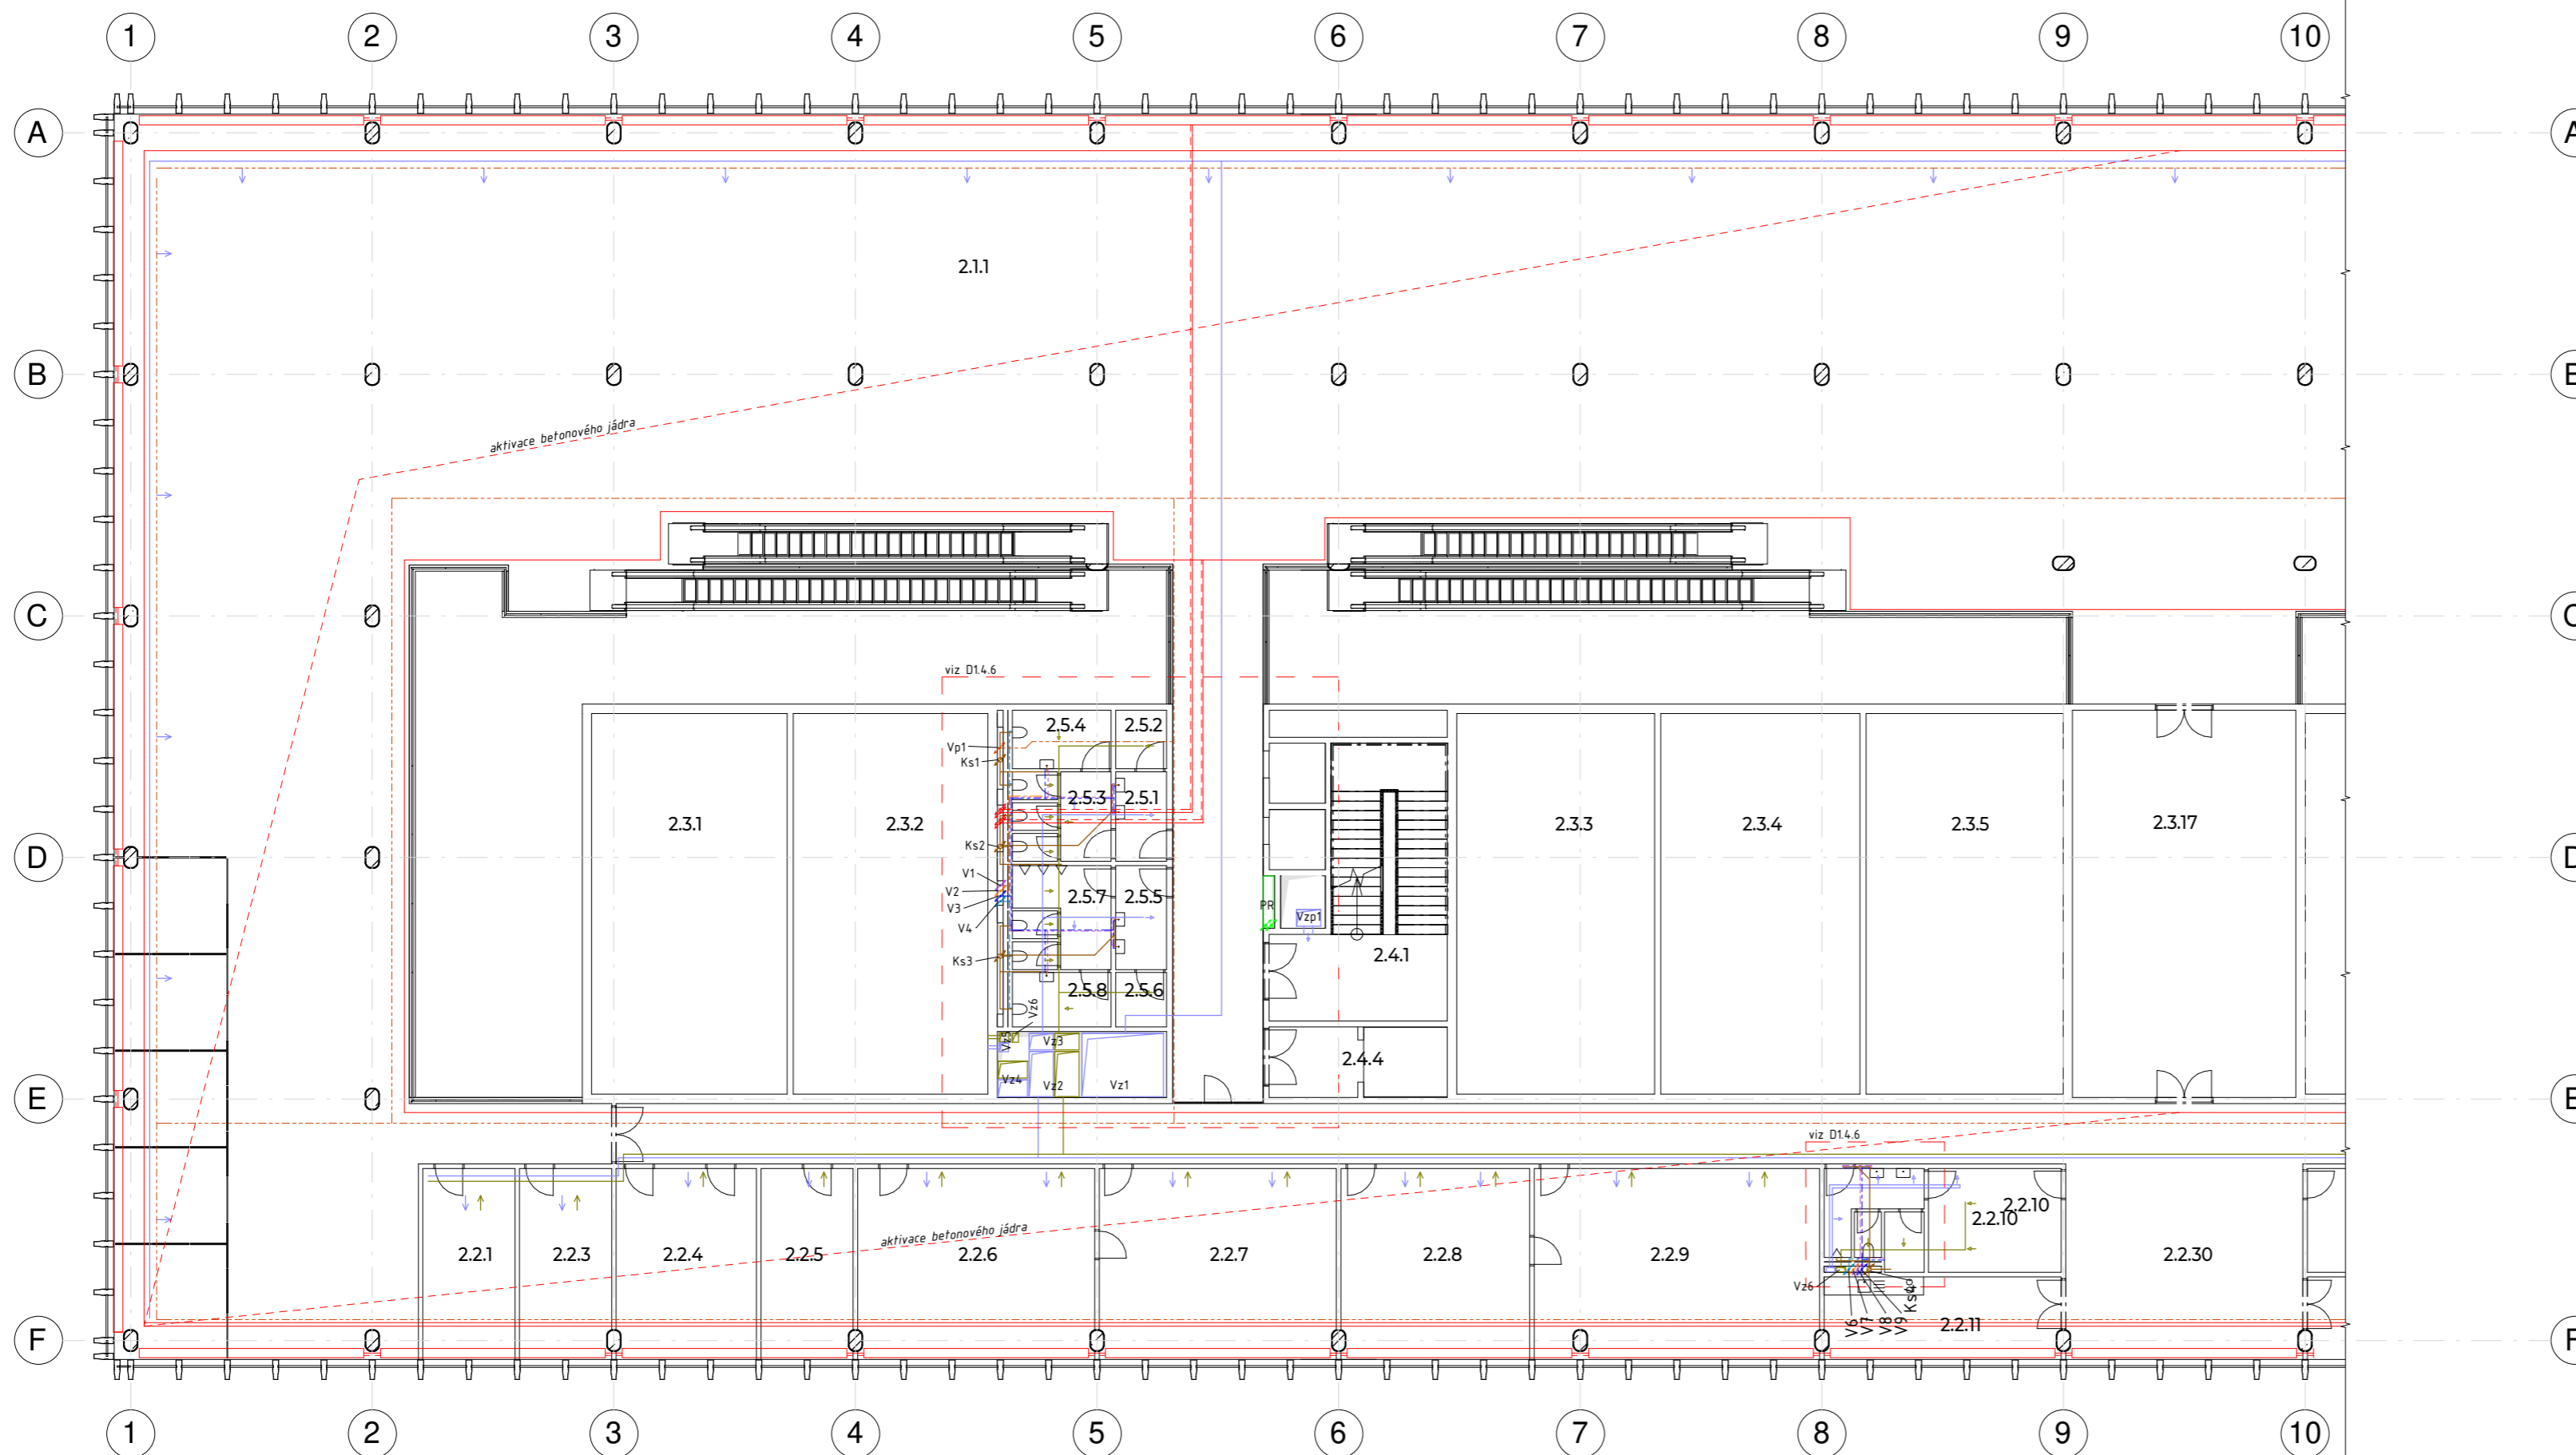 1 2 3 4 5 6 7 8 9 10
A A
2.1.1
B
aktivace betonového jádra
C
viz D1.4.6
2.5.4 2.5.2
Vp1
Ks1
2.5.3 2.5.1
2.3.1 2.3.2 2.3.3 2.3.4 2.3.5 2.3.17
Ks2
D
V1
V2
V3
V4
2.5.7 2.5.5
PR
Vzp1
2.4.1
Ks3
2.5.8 2.5.6
Vz6
Vz5
Vz3
2.4.4
Vz4 Vz2 Vz1
E
viz D1.4.6
2.2.10
2.2.10
aktivace betonového jádra
2.2.1 2.2.3 2.2.4 2.2.5 2.2.6 2.2.7 2.2.8 2.2.9 2.2.30
Vz6
V6
V7
V8
V9
2.2.11
F
1 2 3 4 5 6 7 8 9 10